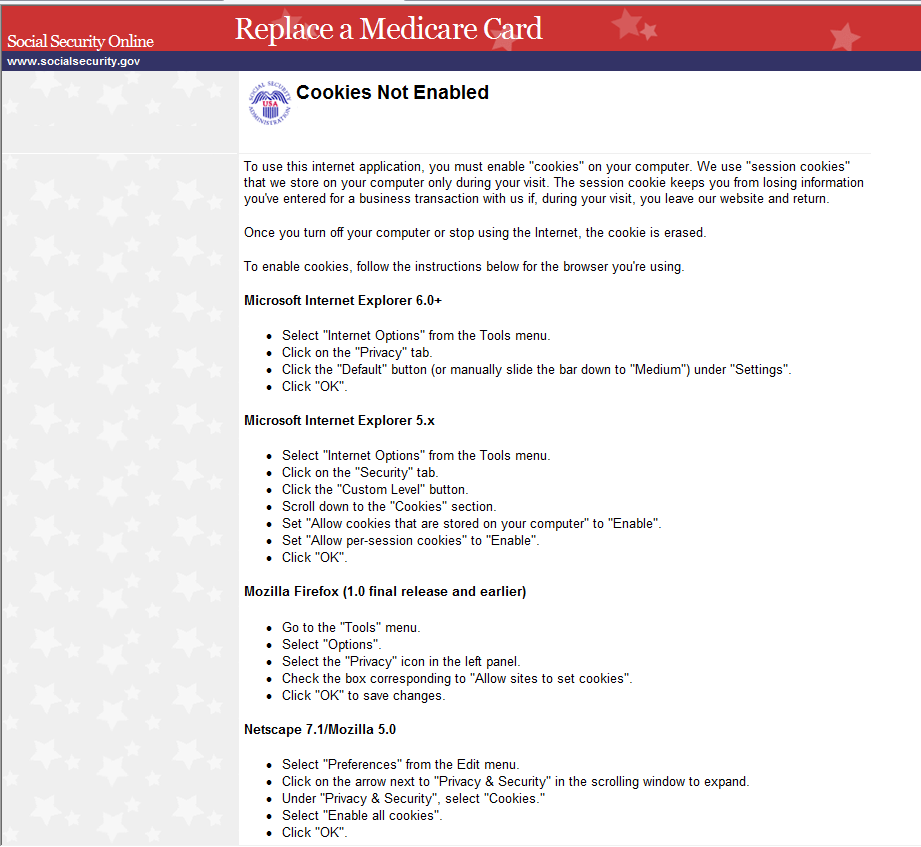 Replace a Medicare Card
Social Security Online
www.socialsecurity.gov
SOCIAL SECURITY
USA
ADMINISTRATION
Cookies Not Enabled
To use this internet application, you must enable "cookies" on your computer. We use "session cookies"
that we store on your computer only during your visit. The session cookie keeps you from losing information
you've entered for a business transaction with us if, during your visit, you leave our website and return.
Once you turn off your computer or stop using the Internet, the cookie is erased.
To enable cookies, follow the instructions below for the browser you're using.
Microsoft Internet Explorer 6.0+
• Select "Internet Options" from the Tools menu.
• Click on the "Privacy" tab.
• Click the "Default" button (or manually slide the bar down to "Medium") under "Settings".
• Click "OK".
Microsoft Internet Explorer 5.x
• Select "Internet Options" from the Tools menu.
• Click on the "Security" tab.
• Click the "Custom Level" button.
• Scroll down to the "Cookies" section.
• Set "Allow cookies that are stored on your computer" to "Enable".
• Set "Allow per-session cookies" to "Enable".
• Click "OK".
Mozilla Firefox (1.0 final release and earlier)
• Go to the "Tools" menu.
• Select "Options".
• Select the "Privacy" icon in the left panel.
• Check the box corresponding to "Allow sites to set cookies".
• Click "OK" to save changes.
Netscape 7.1/Mozilla 5.0
• Select "Preferences" from the Edit menu.
• Click on the arrow next to "Privacy & Security" in the scrolling window to expand.
• Under "Privacy & Security", select "Cookies."
• Select "Enable all cookies".
• Click "OK".